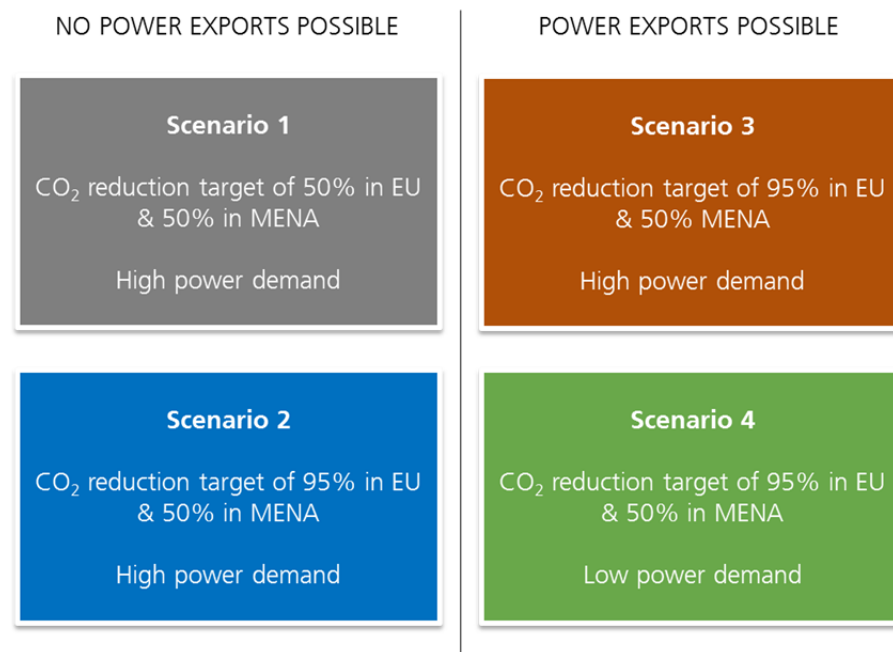 NO POWER EXPORTS POSSIBLE
Scenario 1
CO₂ reduction target of 50% in EU
& 50% in MENA
High power demand
Scenario 2
CO₂ reduction target of 95% in EU
& 50% in MENA
High power demand
POWER EXPORTS POSSIBLE
Scenario 3
CO₂ reduction target of 95% in EU
& 50% MENA
High power demand
Scenario 4
CO₂ reduction target of 95% in EU
& 50% in MENA
Low power demand